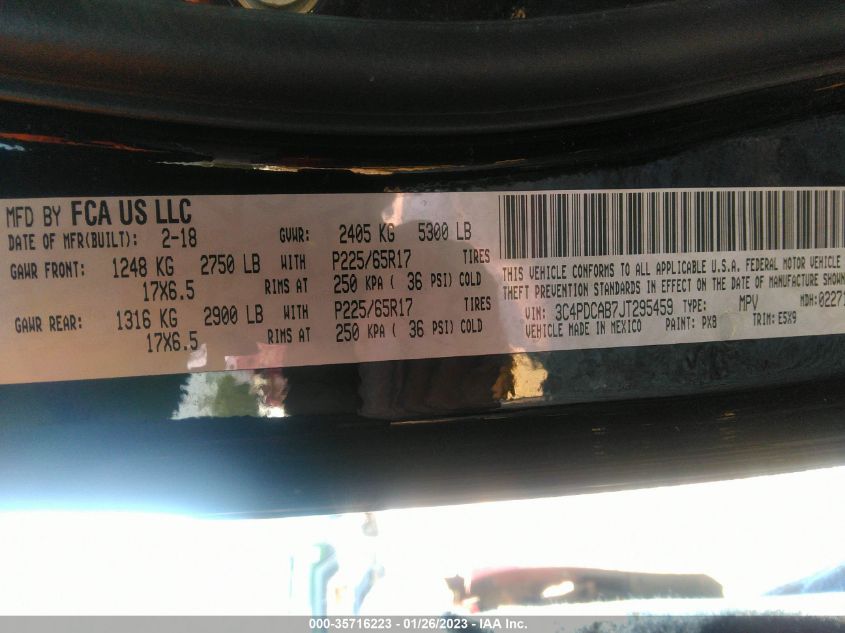 MFD BY FCA US LLC
DATE OF MFR(BUILT): 2-18 GVWR: 2405 KG 5300 LB
GAWR FRONT: 1248 KG 2750 LB WITH P225/65R17 TIRES
17X6.5 RIMS AT 250 KPA ( 36 PSI) COLD
GAWR REAR: 1316 KG 2900 LB WITH P225/65R17 TIRES
17X6.5 RIMS AT 250 KPA ( 36 PSI) COLD
THIS VEHICLE CONFORMS TO ALL APPLICABLE U.S.A. FEDERAL MOTOR VEHICLE
THEFT PREVENTION STANDARDS IN EFFECT ON THE DATE OF MANUFACTURE SHOWN
VIN: 3C4PDCAB7JT295459 TYPE: MPV MDH: 0227
VEHICLE MADE IN MEXICO PAINT: PX8 TRIM: E5X9
000-35716223 - 01/26/2023 - IAA Inc.